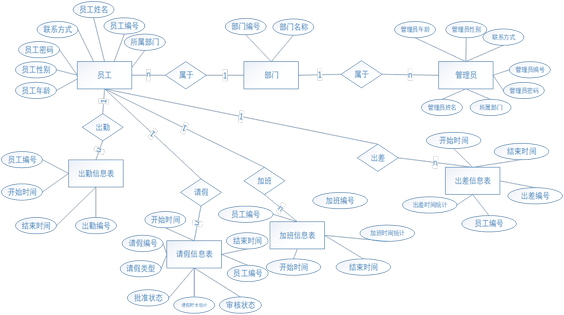 员工姓名
联系方式
员工编号
员工密码
所属部门
员工性别
员工年龄
员工
n
属于
1
部门
部门编号
部门名称
1
属于
n
管理员
管理员年龄
管理员性别
联系方式
管理员编号
管理员密码
管理员姓名
所属部门
出勤
1
1
1
请假
加班
出差
n
员工编号
开始时间
结束时间
出勤编号
出勤信息表
开始时间
请假编号
请假类型
批准状态
审核状态
结束时间
员工编号
请假信息表
员工编号
加班编号
加班时间统计
加班信息表
开始时间
结束时间
开始时间
结束时间
出差信息表
出差编号
出差时间统计
员工编号